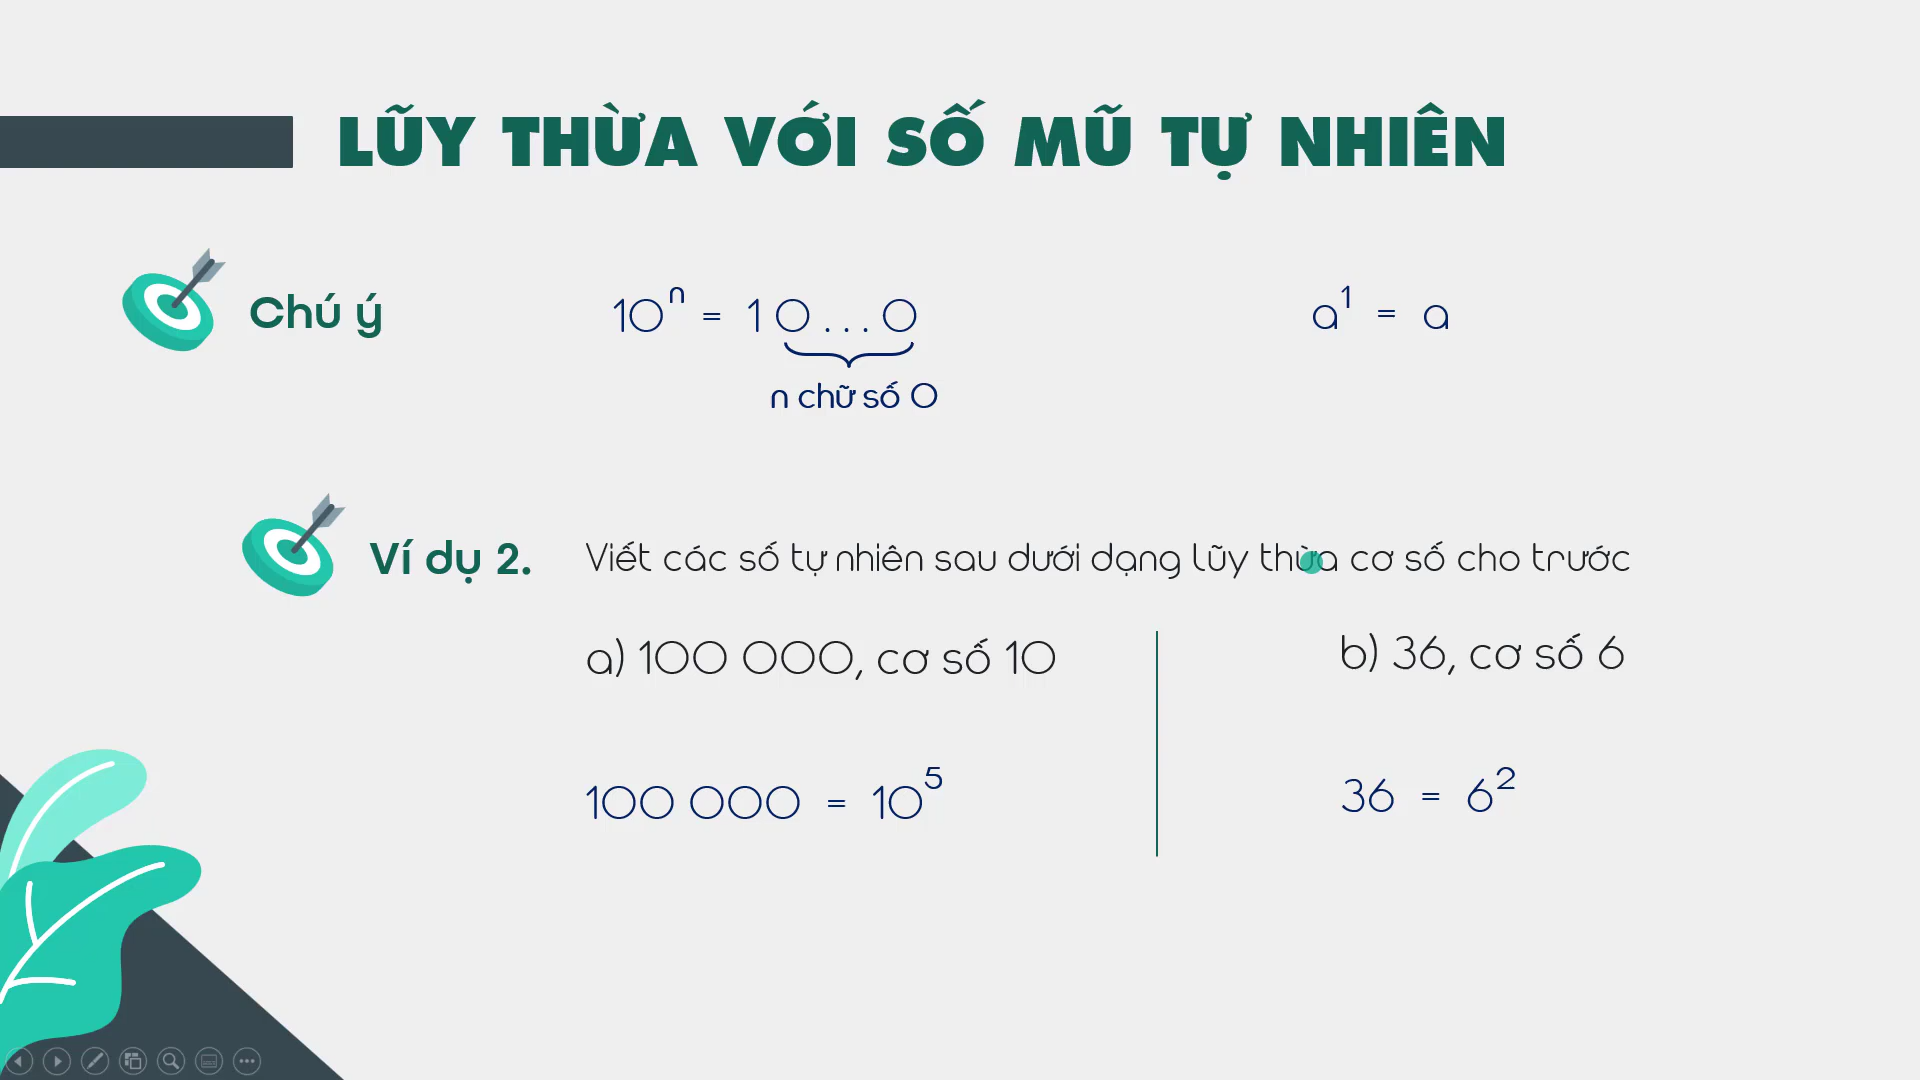 LŨY THỪA VỚI SỐ MŨ TỰ NHIÊN
Chú ý
10ⁿ = 1 0 . . . 0
n chữ số 0
a¹ = a
Ví dụ 2. Viết các số tự nhiên sau dưới dạng lũy thừa cơ số cho trước
a) 100 000, cơ số 10
100 000 = 10⁵
b) 36, cơ số 6
36 = 6²